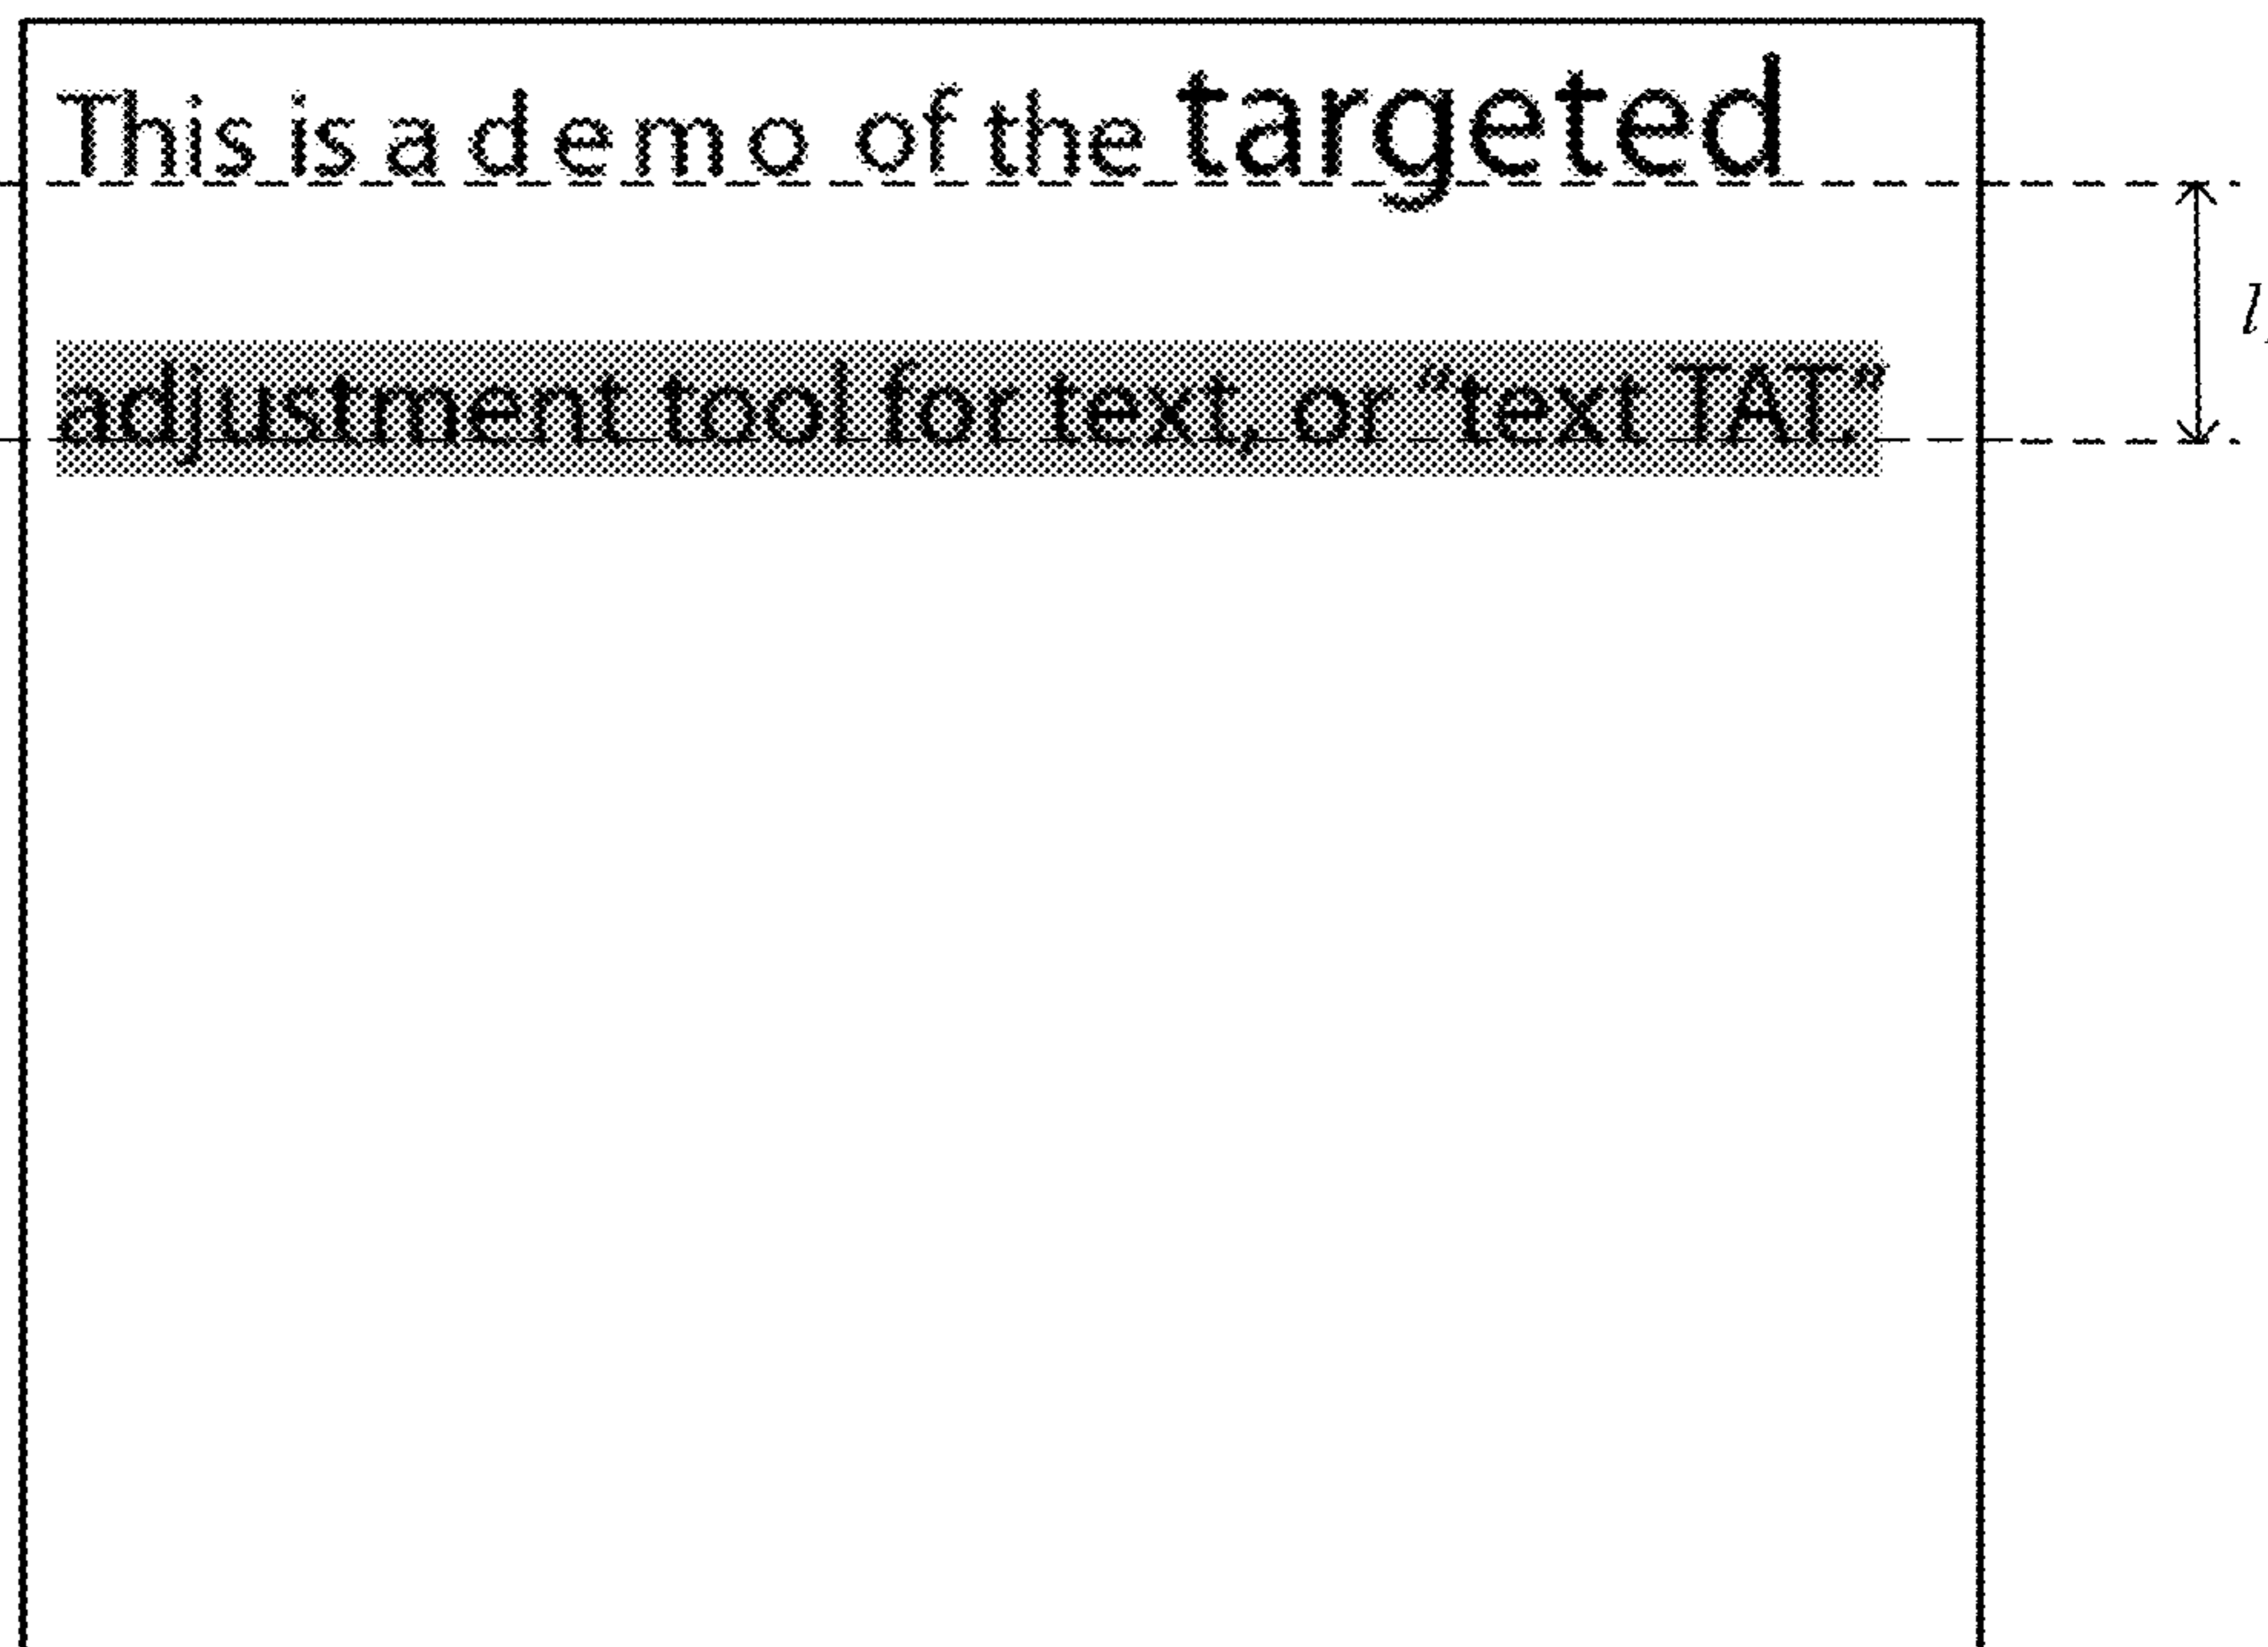 This is a demo of the targeted
adjustment tool for text, or "text TAT."
l